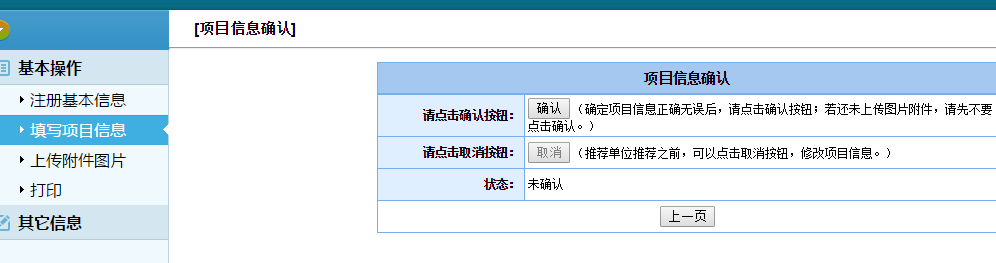 [项目信息确认]
基本操作
注册基本信息
填写项目信息
上传附件图片
打印
其它信息
项目信息确认
请点击确认按钮： 确认 （确定项目信息正确无误后，请点击确认按钮；若还未上传图片附件，请先不要
点击确认。）
请点击取消按钮： 取消 （推荐单位推荐之前，可以点击取消按钮，修改项目信息。）
状态： 未确认
上一页